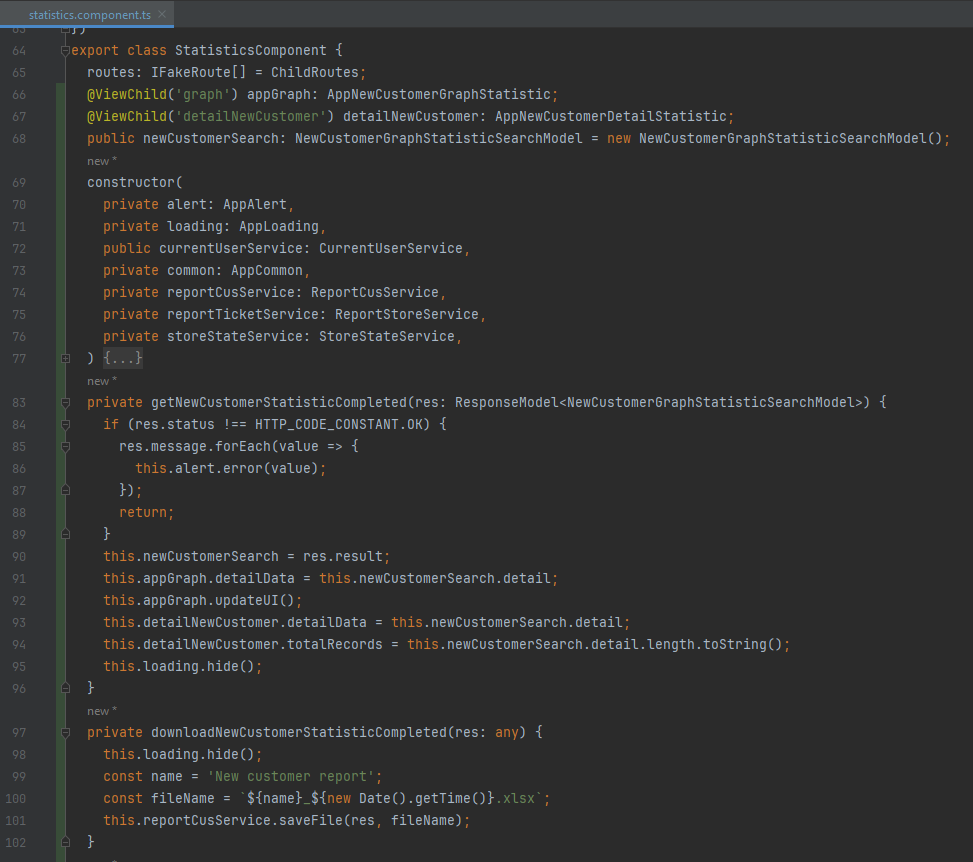 statistics.component.ts
63 })
64 export class StatisticsComponent {
65 routes: IFakeRoute[] = ChildRoutes;
66 @ViewChild('graph') appGraph: AppNewCustomerGraphStatistic;
67 @ViewChild('detailNewCustomer') detailNewCustomer: AppNewCustomerDetailStatistic;
68 public newCustomerSearch: NewCustomerGraphStatisticSearchModel = new NewCustomerGraphStatisticSearchModel();
new *
69 constructor(
70 private alert: AppAlert,
71 private loading: AppLoading,
72 public currentUserService: CurrentUserService,
73 private common: AppCommon,
74 private reportCusService: ReportCusService,
75 private reportTicketService: ReportStoreService,
76 private storeStateService: StoreStateService,
77 ) {...}
new *
83 private getNewCustomerStatisticCompleted(res: ResponseModel<NewCustomerGraphStatisticSearchModel>) {
84 if (res.status !== HTTP_CODE_CONSTANT.OK) {
85 res.message.forEach(value => {
86 this.alert.error(value);
87 });
88 return;
89 }
90 this.newCustomerSearch = res.result;
91 this.appGraph.detailData = this.newCustomerSearch.detail;
92 this.appGraph.updateUI();
93 this.detailNewCustomer.detailData = this.newCustomerSearch.detail;
94 this.detailNewCustomer.totalRecords = this.newCustomerSearch.detail.length.toString();
95 this.loading.hide();
96 }
new *
97 private downloadNewCustomerStatisticCompleted(res: any) {
98 this.loading.hide();
99 const name = 'New customer report';
100 const fileName = `${name}_${new Date().getTime()}.xlsx`;
101 this.reportCusService.saveFile(res, fileName);
102 }